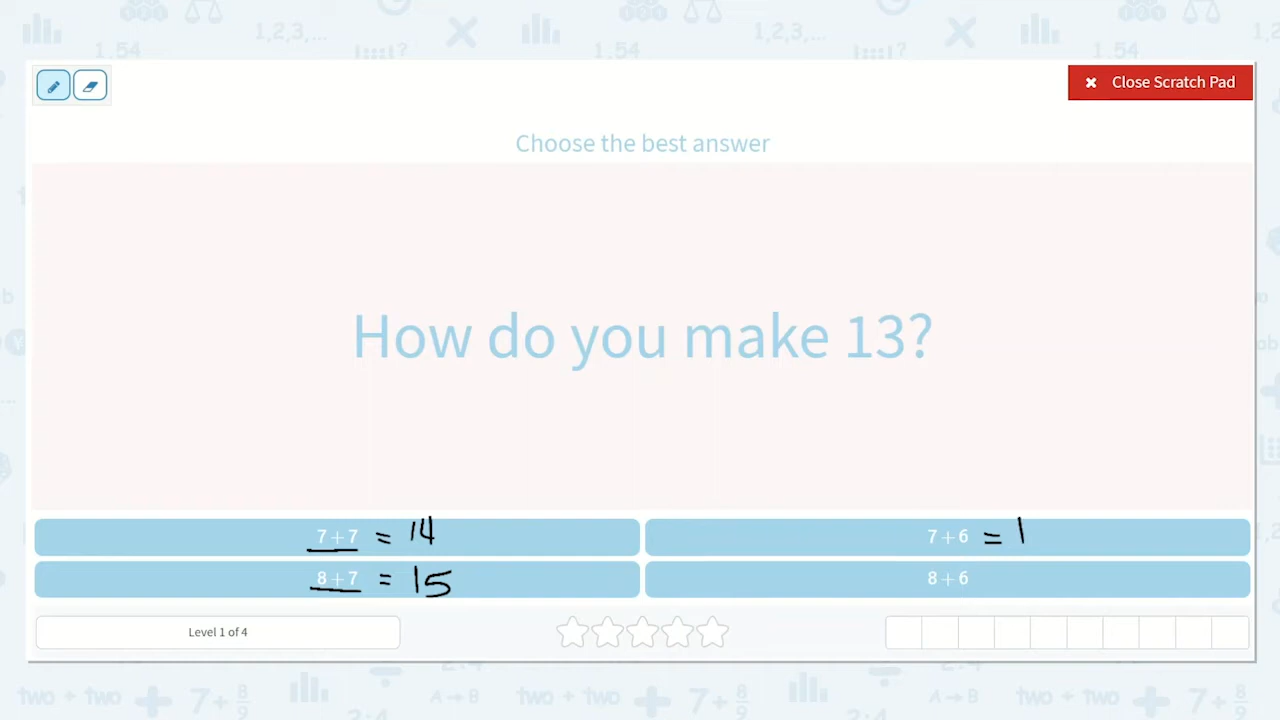 Close Scratch Pad
Choose the best answer
How do you make 13?
7 + 7 = 14
7 + 6 = 1
8 + 7 = 15
8 + 6
Level 1 of 4